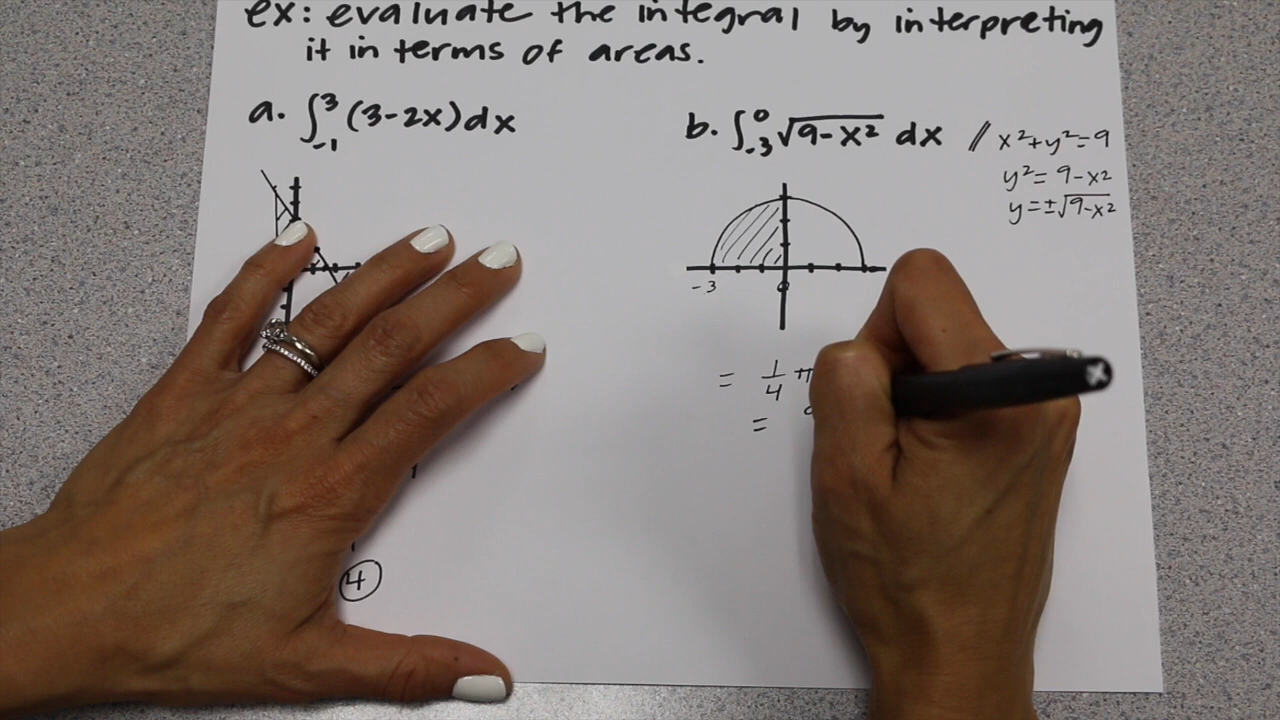 ex: evaluate the integral by interpreting
it in terms of areas.
a. ∫₋₁³ (3-2x)dx
b. ∫₋₃⁰ √(9-x²) dx // x²+y²=9
y²= 9-x²
y=±√(9-x²)
-3 0
= 1/4 π
=
4